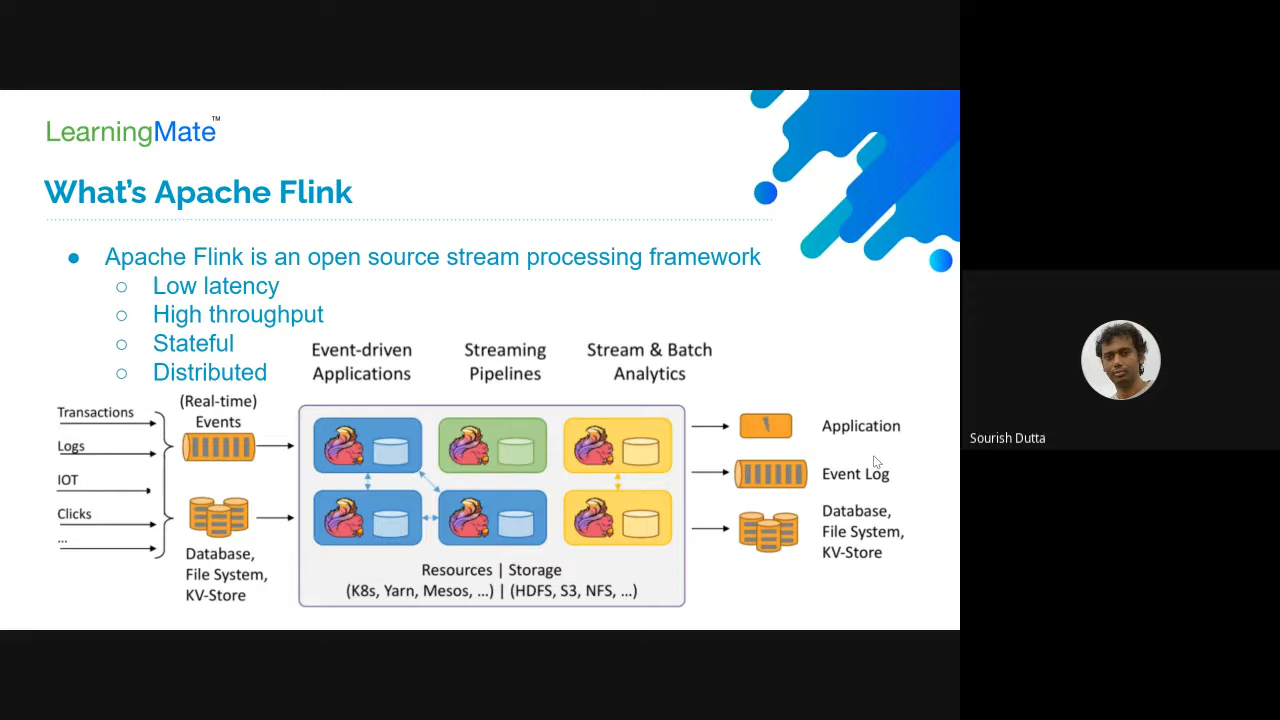 LearningMate™
What's Apache Flink
● Apache Flink is an open source stream processing framework
○ Low latency
○ High throughput
○ Stateful
○ Distributed
Event-driven
Applications
Streaming
Pipelines
Stream & Batch
Analytics
Transactions
Logs
IOT
Clicks
...
(Real-time)
Events
Database,
File System,
KV-Store
Resources | Storage
(K8s, Yarn, Mesos, ...) | (HDFS, S3, NFS, ...)
Application
Event Log
Database,
File System,
KV-Store
Sourish Dutta